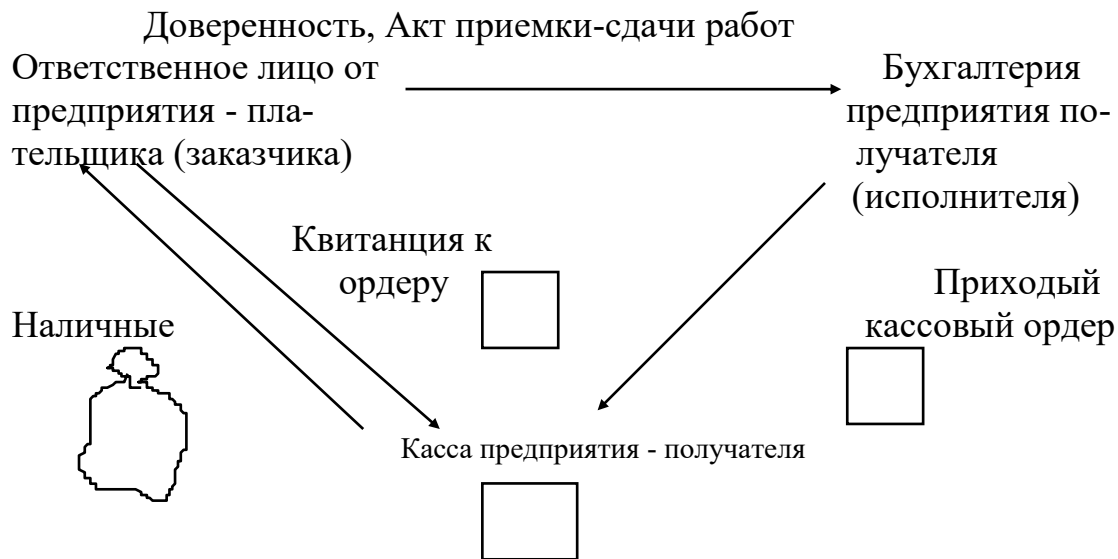 Доверенность, Акт приемки-сдачи работ
Ответственное лицо от
предприятия - пла-
тельщика (заказчика)
Бухгалтерия
предприятия по-
лучателя
(исполнителя)
Квитанция к
ордеру
Приходый
кассовый ордер
Наличные
Касса предприятия - получателя